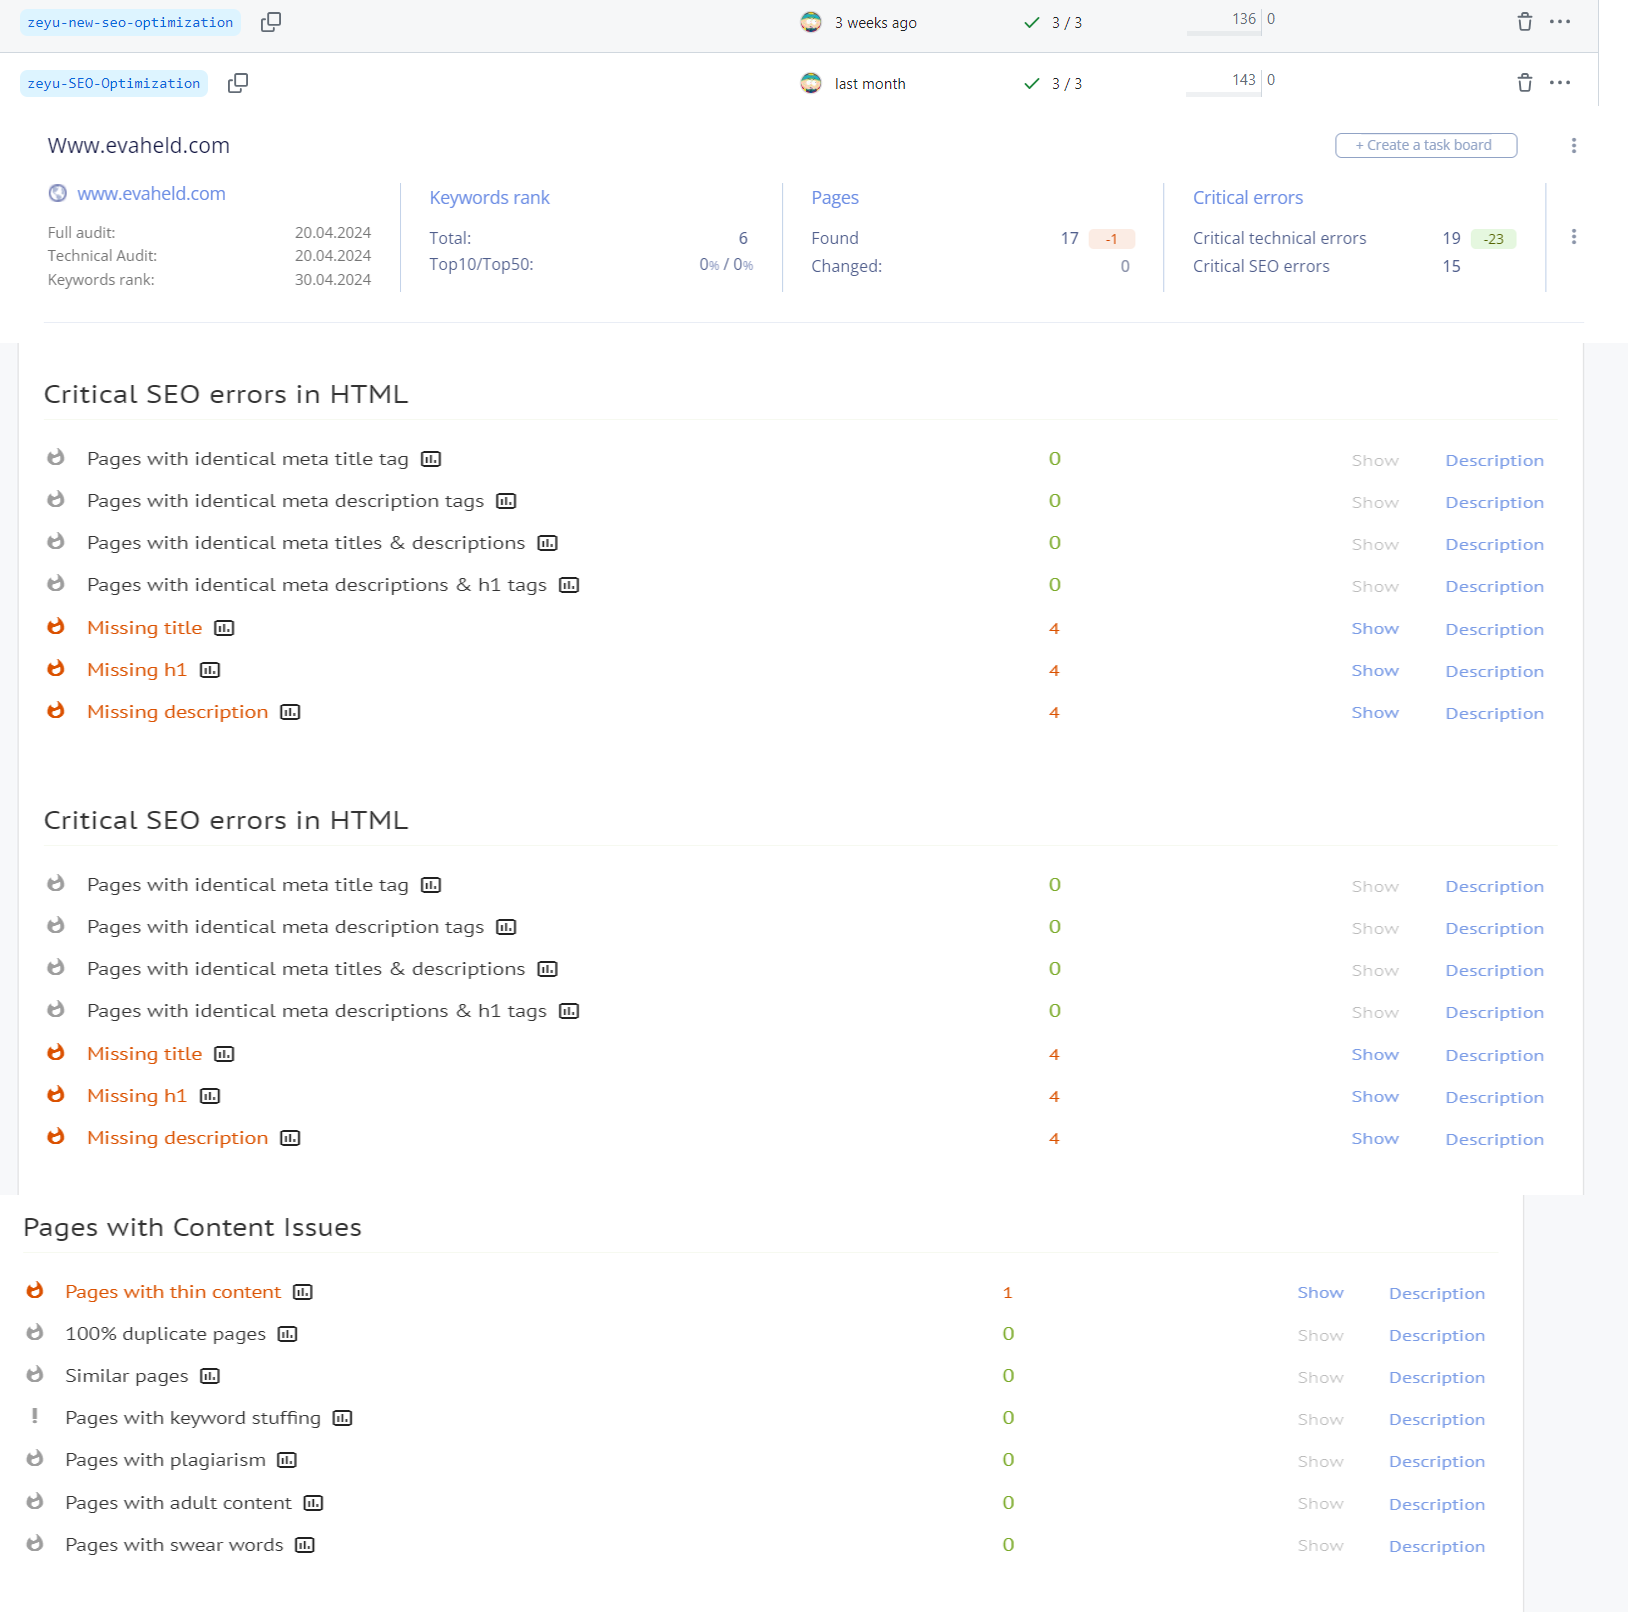 zeyu-new-seo-optimization 3 weeks ago 3 / 3 136 0
zeyu-SEO-Optimization last month 3 / 3 143 0
Www.evaheld.com + Create a task board
www.evaheld.com Keywords rank Pages Critical errors
Full audit: 20.04.2024 Total: 6 Found 17 -1 Critical technical errors 19 -23
Technical Audit: 20.04.2024 Top10/Top50: 0% / 0% Changed: 0 Critical SEO errors 15
Keywords rank: 30.04.2024
Critical SEO errors in HTML
Pages with identical meta title tag 0 Show Description
Pages with identical meta description tags 0 Show Description
Pages with identical meta titles & descriptions 0 Show Description
Pages with identical meta descriptions & h1 tags 0 Show Description
Missing title 4 Show Description
Missing h1 4 Show Description
Missing description 4 Show Description
Critical SEO errors in HTML
Pages with identical meta title tag 0 Show Description
Pages with identical meta description tags 0 Show Description
Pages with identical meta titles & descriptions 0 Show Description
Pages with identical meta descriptions & h1 tags 0 Show Description
Missing title 4 Show Description
Missing h1 4 Show Description
Missing description 4 Show Description
Pages with Content Issues
Pages with thin content 1 Show Description
100% duplicate pages 0 Show Description
Similar pages 0 Show Description
Pages with keyword stuffing 0 Show Description
Pages with plagiarism 0 Show Description
Pages with adult content 0 Show Description
Pages with swear words 0 Show Description